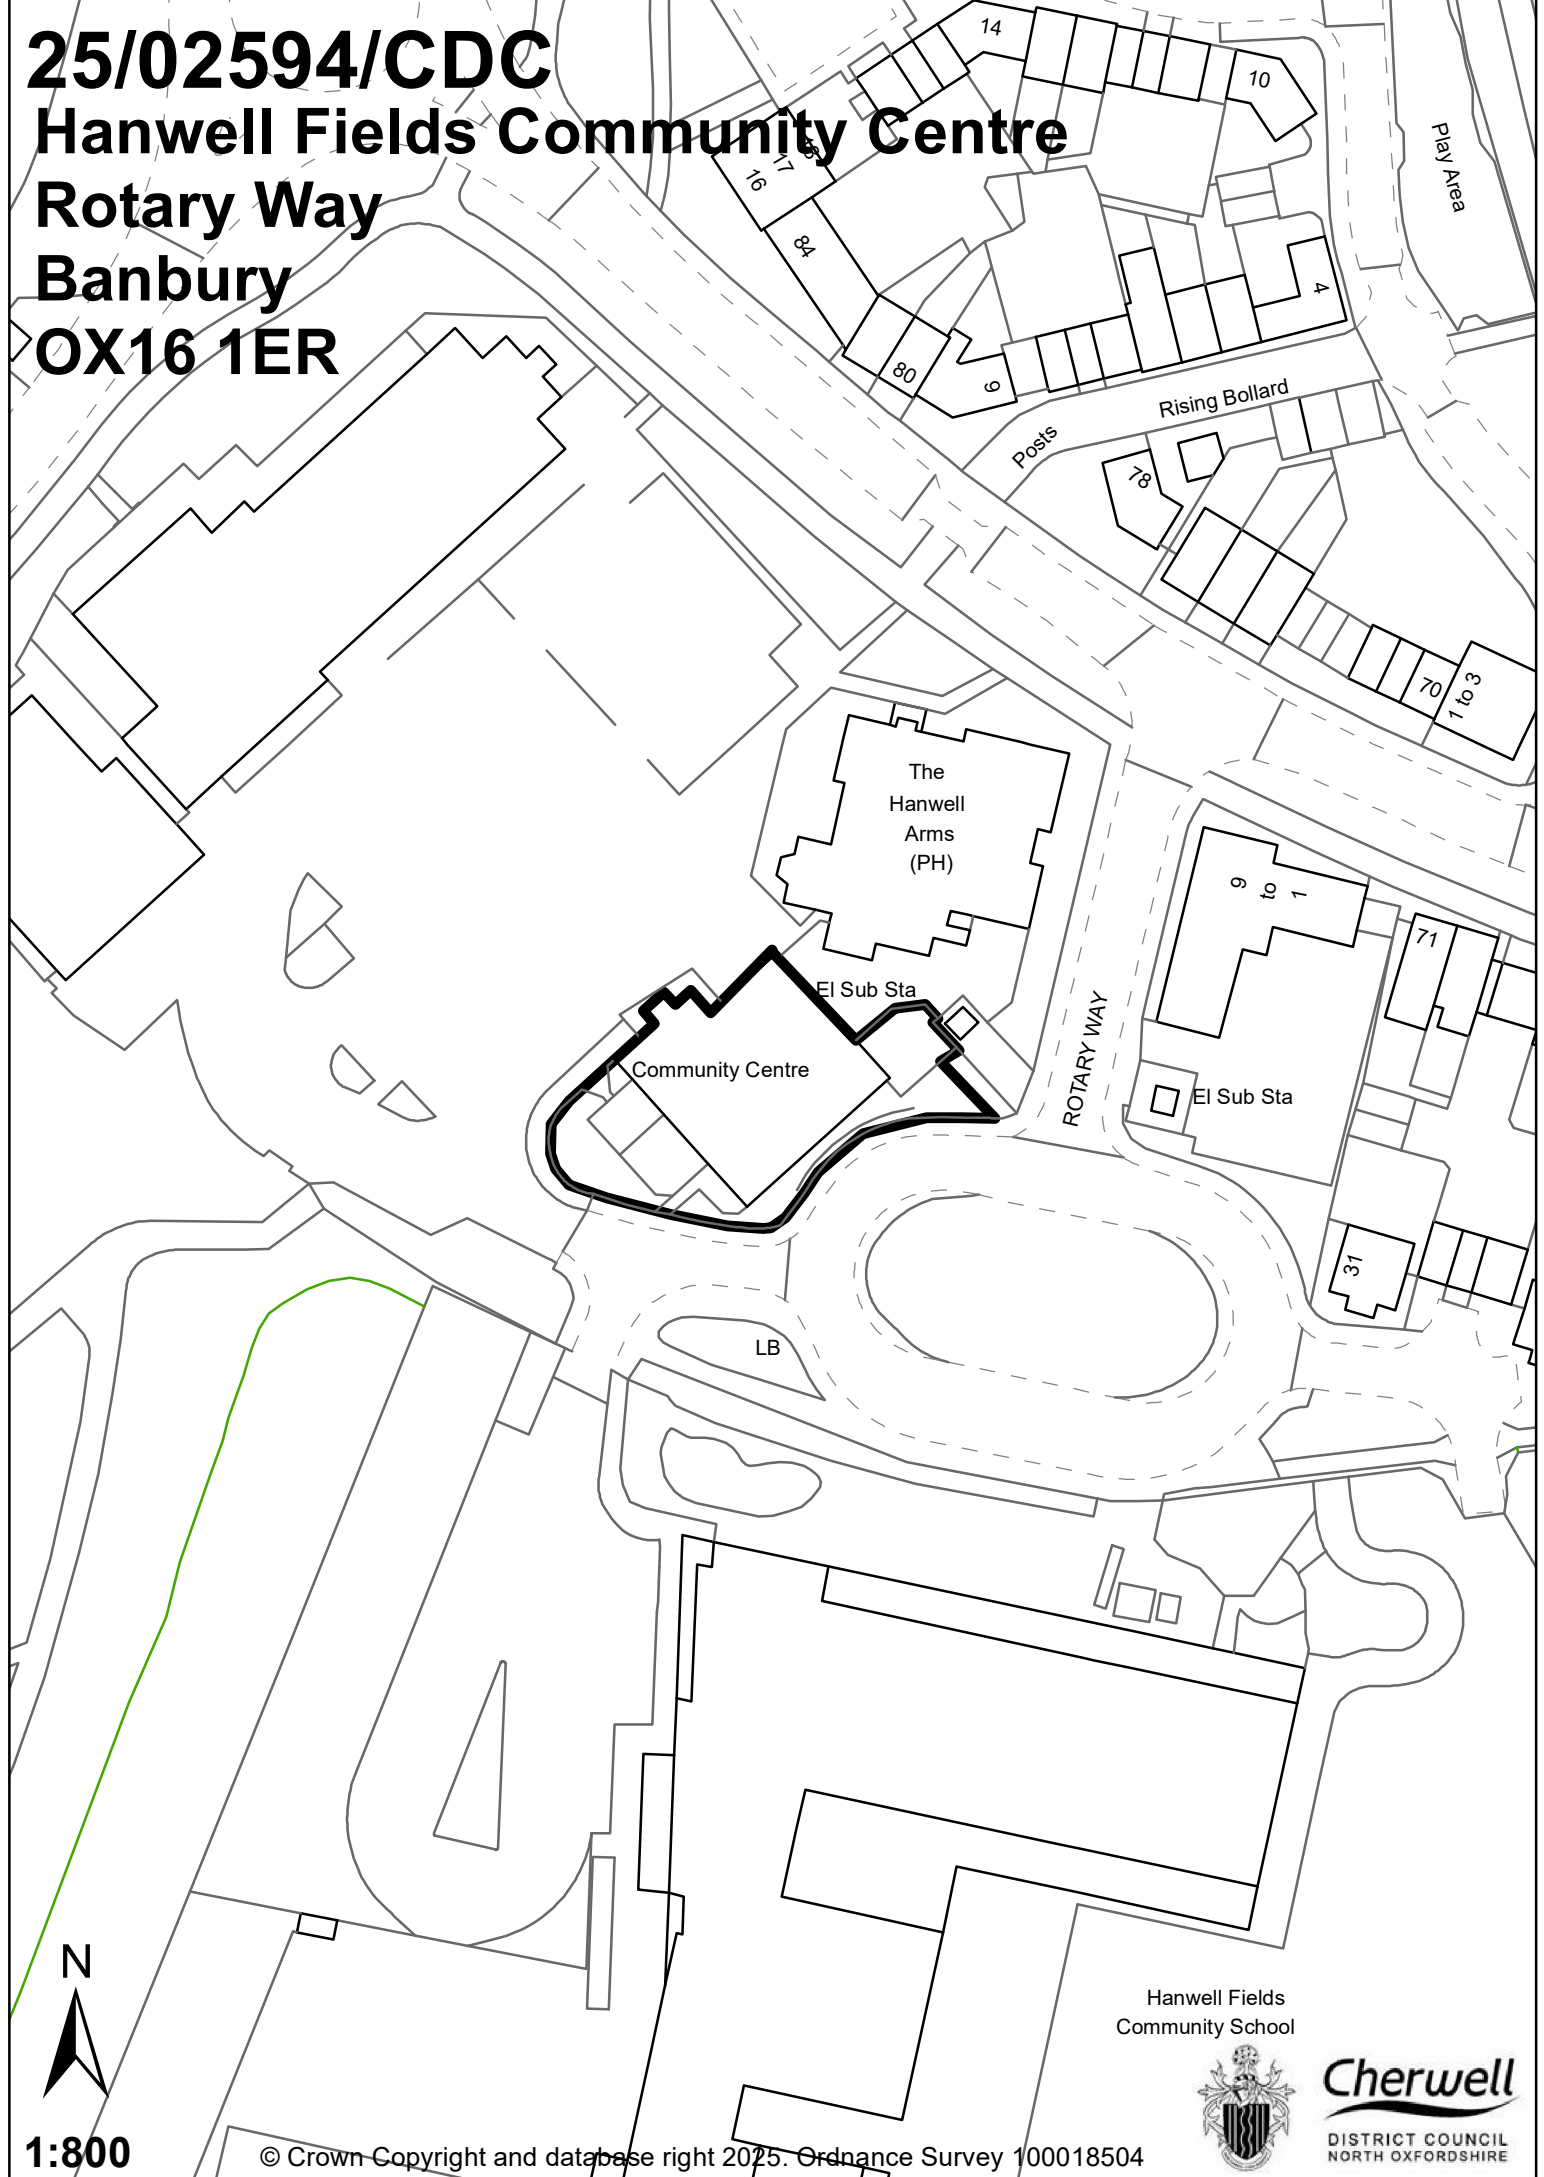 25/02594/CDC
Hanwell Fields Community Centre
Rotary Way
Banbury
OX16 1ER
14
10
Play Area
18
17
16
84
4
80
9
Rising Bollard
Posts
78
70
1 to 3
The
Hanwell
Arms
(PH)
9
to
1
71
El Sub Sta
Community Centre
ROTARY WAY
El Sub Sta
31
LB
N
Hanwell Fields
Community School
Cherwell
DISTRICT COUNCIL
NORTH OXFORDSHIRE
1:800
© Crown Copyright and database right 2025. Ordnance Survey 100018504